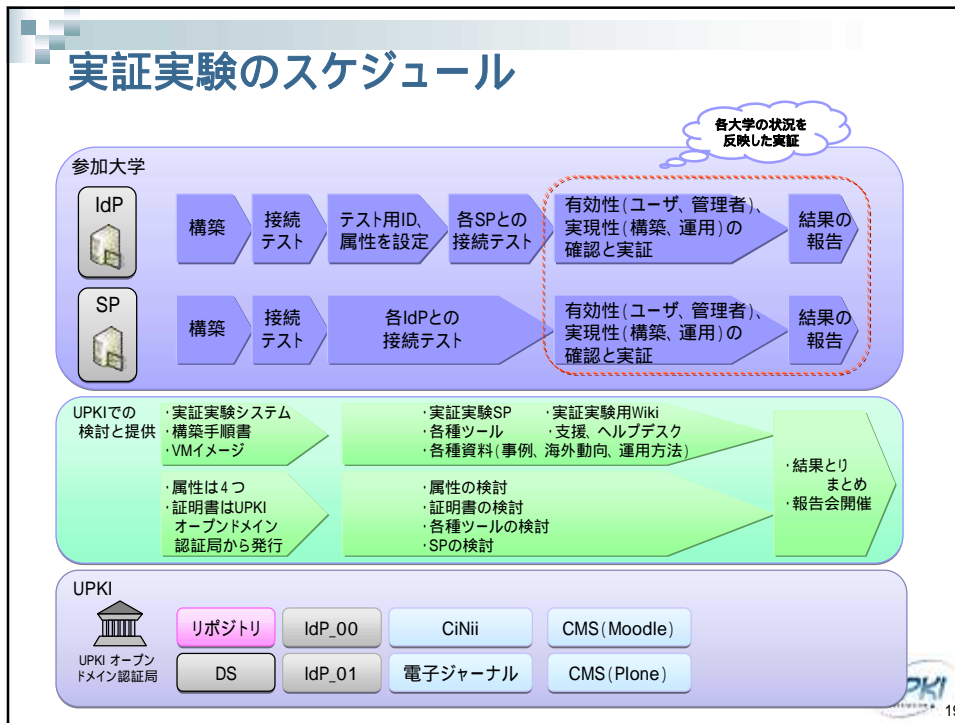 実証実験のスケジュール
各大学の状況を
反映した実証
参加大学
IdP
構築
接続
テスト
テスト用ID、
属性を設定
各SPとの
接続テスト
有効性(ユーザ、管理者)、
実現性(構築、運用)の
確認と実証
結果の
報告
SP
構築
接続
テスト
各IdPとの
接続テスト
有効性(ユーザ、管理者)、
実現性(構築、運用)の
確認と実証
結果の
報告
UPKIでの
検討と提供
・実証実験システム
・構築手順書
・VMイメージ
・実証実験SP ・実証実験用Wiki
・各種ツール ・支援、ヘルプデスク
・各種資料(事例、海外動向、運用方法)
・属性は4つ
・証明書はUPKI
オープンドメイン
認証局から発行
・属性の検討
・証明書の検討
・各種ツールの検討
・SPの検討
・結果とり
まとめ
・報告会開催
UPKI
UPKI オープン
ドメイン認証局
リポジトリ
IdP_00
CiNii
CMS(Moodle)
DS
IdP_01
電子ジャーナル
CMS(Plone)
19